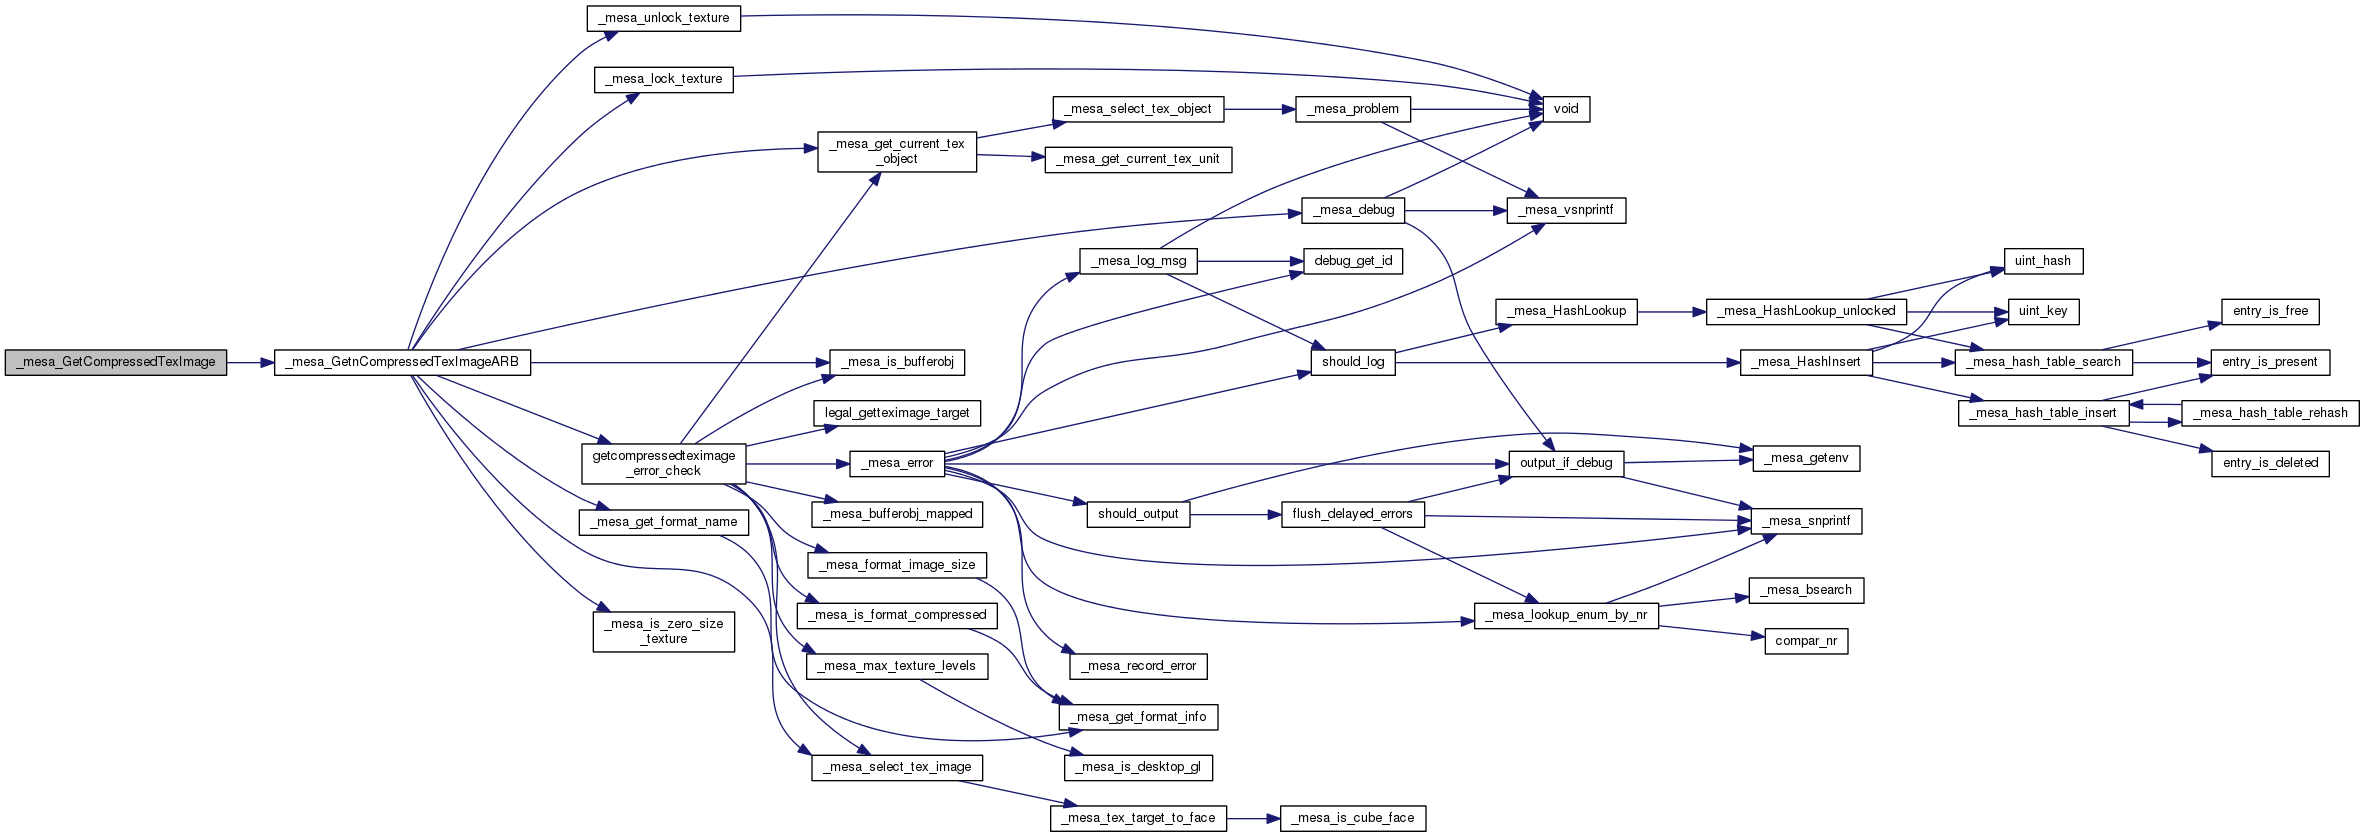 _mesa_GetCompressedTexImage
_mesa_GetnCompressedTexImageARB
_mesa_unlock_texture
_mesa_lock_texture
_mesa_get_current_tex
_object
_mesa_select_tex_object
_mesa_get_current_tex_unit
_mesa_problem
void
_mesa_debug
_mesa_vsnprintf
_mesa_log_msg
debug_get_id
_mesa_is_bufferobj
legal_getteximage_target
getcompressedteximage
_error_check
_mesa_error
should_log
_mesa_HashLookup
_mesa_HashLookup_unlocked
_mesa_HashInsert
uint_hash
uint_key
_mesa_hash_table_search
_mesa_hash_table_insert
entry_is_free
entry_is_present
_mesa_hash_table_rehash
entry_is_deleted
output_if_debug
_mesa_getenv
_mesa_bufferobj_mapped
should_output
flush_delayed_errors
_mesa_snprintf
_mesa_get_format_name
_mesa_format_image_size
_mesa_is_format_compressed
_mesa_lookup_enum_by_nr
_mesa_bsearch
compar_nr
_mesa_is_zero_size
_texture
_mesa_max_texture_levels
_mesa_record_error
_mesa_get_format_info
_mesa_select_tex_image
_mesa_is_desktop_gl
_mesa_tex_target_to_face
_mesa_is_cube_face